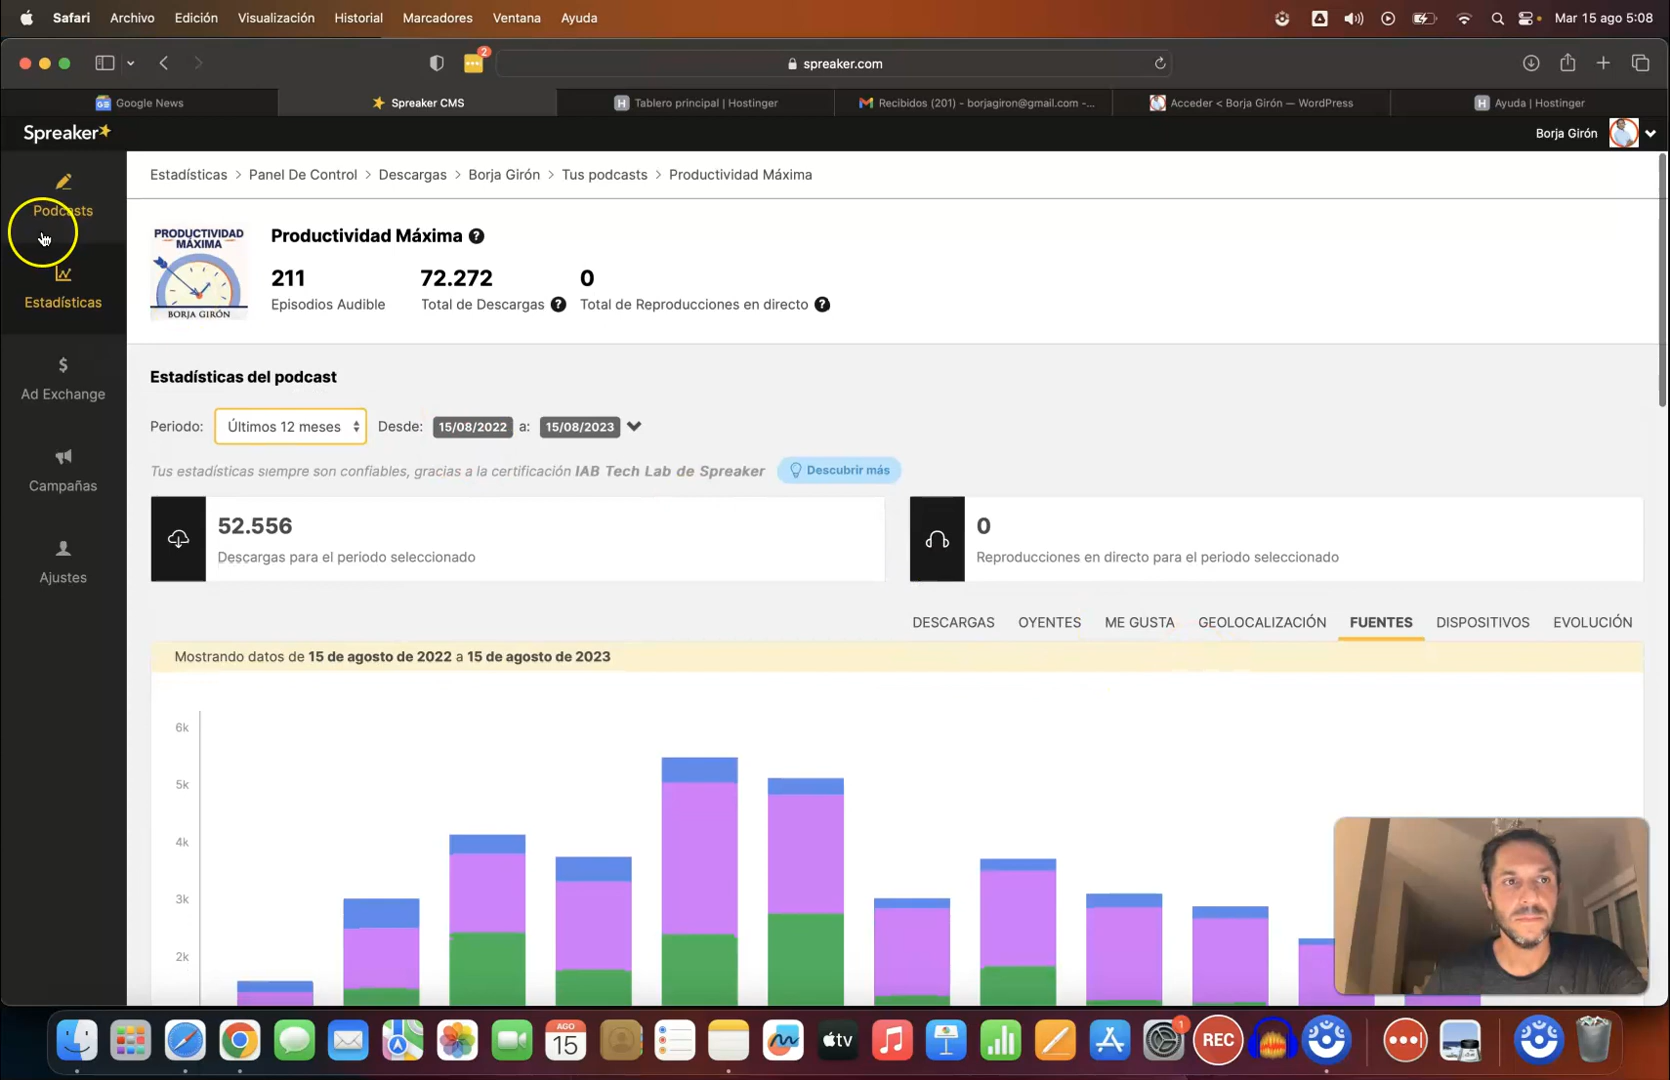 Safari Archivo Edición Visualización Historial Marcadores Ventana Ayuda Mar 15 ago 5:08
2
spreaker.com
Google News Spreaker CMS Tablero principal | Hostinger Recibidos (201) - borjagiron@gmail.com -... Acceder < Borja Girón — WordPress Ayuda | Hostinger
Spreaker Borja Girón
Estadísticas > Panel De Control > Descargas > Borja Girón > Tus podcasts > Productividad Máxima
Podcasts
Estadísticas
Ad Exchange
Campañas
Ajustes
PRODUCTIVIDAD
MÁXIMA
BORJA GIRÓN
Productividad Máxima ?
211 72.272 0
Episodios Audible Total de Descargas ? Total de Reproducciones en directo ?
Estadísticas del podcast
Periodo: Últimos 12 meses Desde: 15/08/2022 a: 15/08/2023
Tus estadísticas siempre son confiables, gracias a la certificación IAB Tech Lab de Spreaker Descubrir más
52.556 0
Descargas para el periodo seleccionado Reproducciones en directo para el periodo seleccionado
DESCARGAS OYENTES ME GUSTA GEOLOCALIZACIÓN FUENTES DISPOSITIVOS EVOLUCIÓN
Mostrando datos de 15 de agosto de 2022 a 15 de agosto de 2023
6k
5k
4k
3k
2k
AGO
15
tv
1
REC